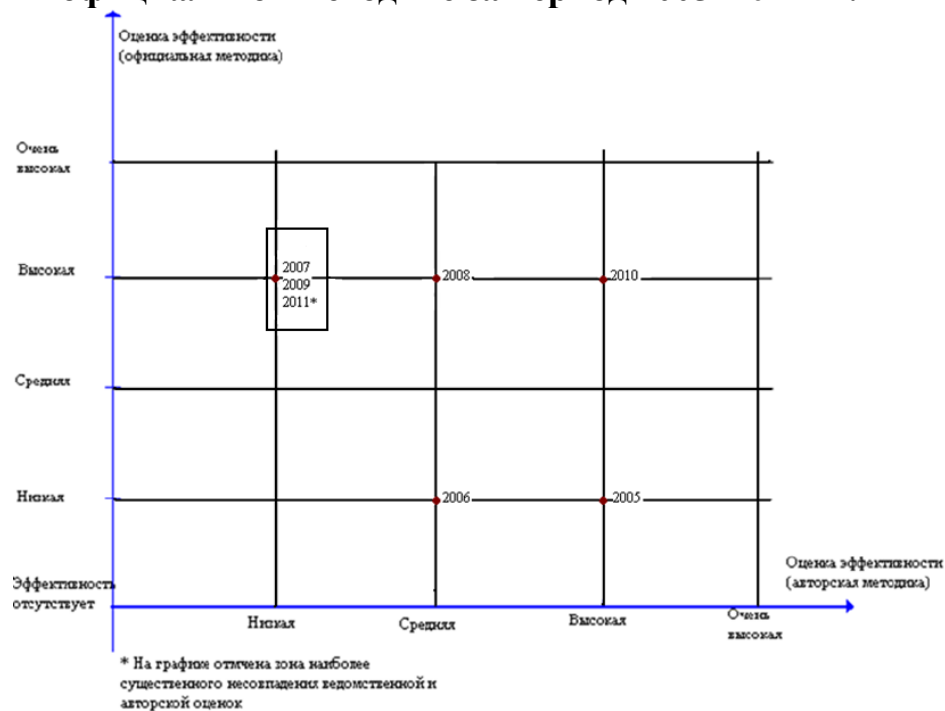 Оценка эффективности
(официальная методика)
Очень
высокая
Высокая
2007
2009
2011*
2008
2010
Средняя
Низкая
2006
2005
Эффективность
отсутствует
Оценка эффективности
(авторская методика)
Низкая
Средняя
Высокая
Очень
высокая
* На графике отмчена зона наиболее
существенного несовпадения ведомственной и
авторской оценок